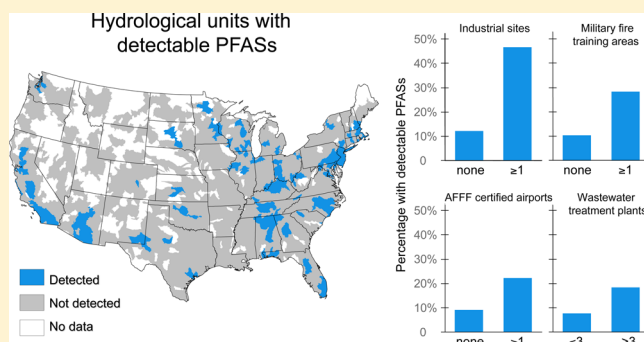 Hydrological units with
detectable PFASs
Detected
Not detected
No data
Percentage with detectable PFASs
Industrial sites
50%
40%
30%
20%
10%
0
none ≥1
Military fire
training areas
none ≥1
AFFF certified airports
50%
40%
30%
20%
10%
0
none ≥1
Wastewater
treatment plants